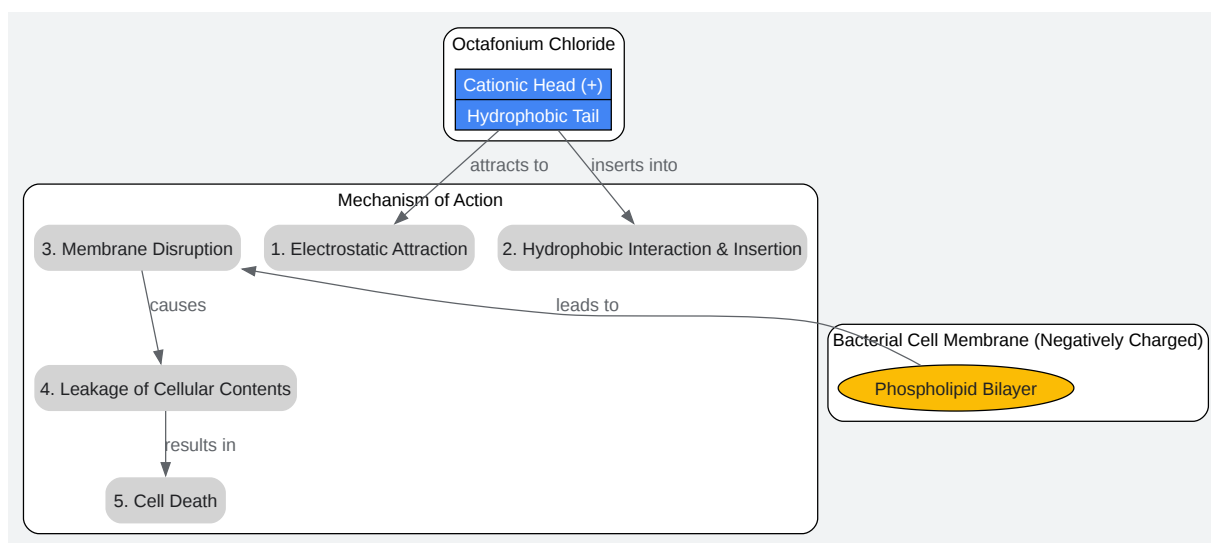 Octafonium Chloride
Cationic Head (+)
Hydrophobic Tail
attracts to
inserts into
Mechanism of Action
3. Membrane Disruption
1. Electrostatic Attraction
2. Hydrophobic Interaction & Insertion
causes
leads to
Bacterial Cell Membrane (Negatively Charged)
4. Leakage of Cellular Contents
Phospholipid Bilayer
results in
5. Cell Death